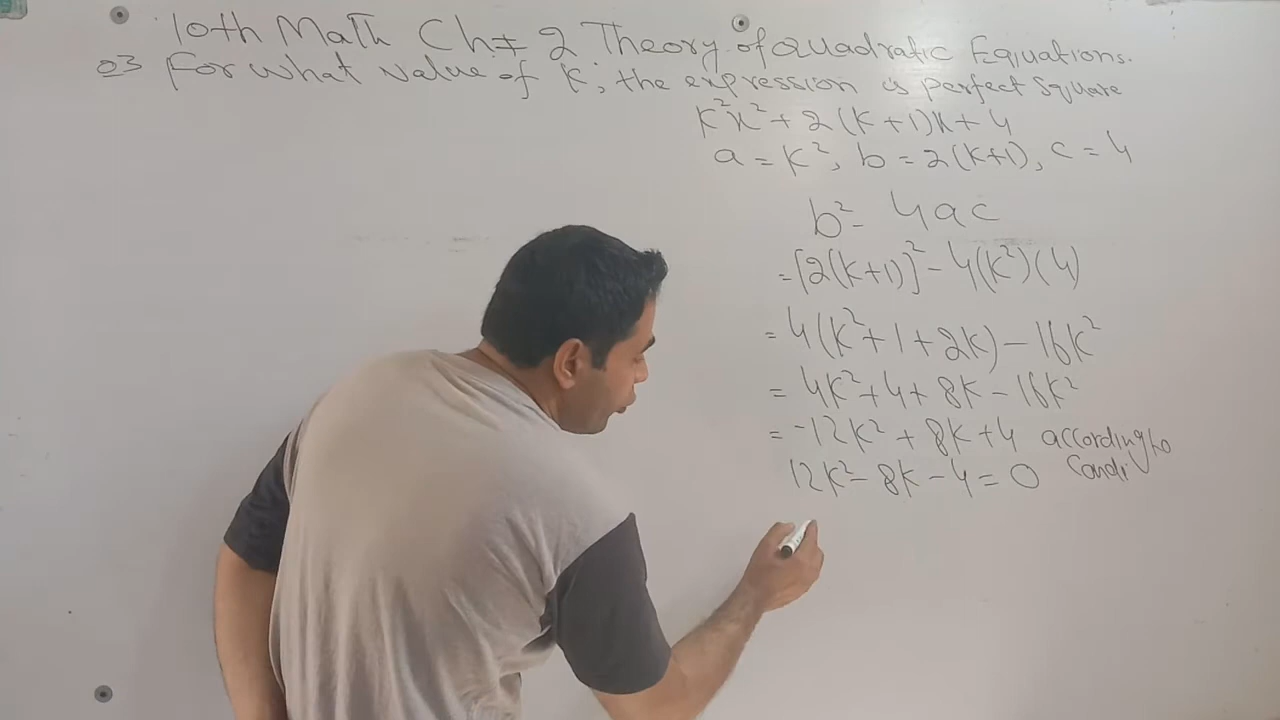 10th Math Ch# 2 Theory of Quadratic Equations.
Q3 For what value of K, the expression is perfect square
K²x² + 2(K+1)x + 4
a = K², b = 2(K+1), c = 4
b² - 4ac
= [2(K+1)]² - 4(K²)(4)
= 4(K² + 1 + 2K) - 16K²
= 4K² + 4 + 8K - 16K²
= -12K² + 8K + 4 according to
12K² - 8K - 4 = 0 Condi